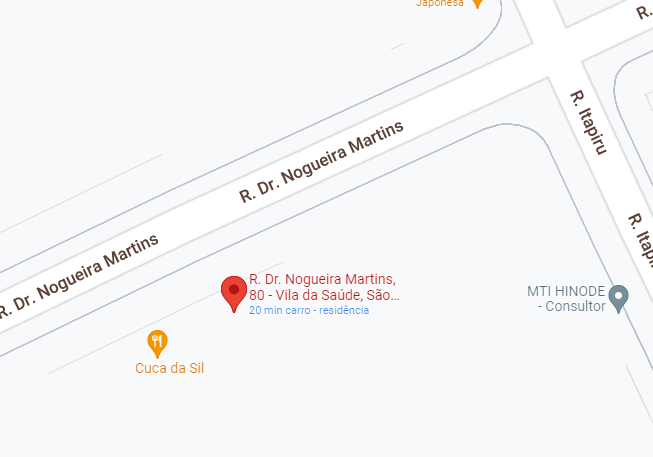 Japonesa
R.
R. Itapiru
R. Dr. Nogueira Martins
R. Itapi
R. Dr. Nogueira Martins
R. Dr. Nogueira Martins,
80 - Vila da Saúde, São...
20 min carro - residência
MTI HINODE
- Consultor
Cuca da Sil